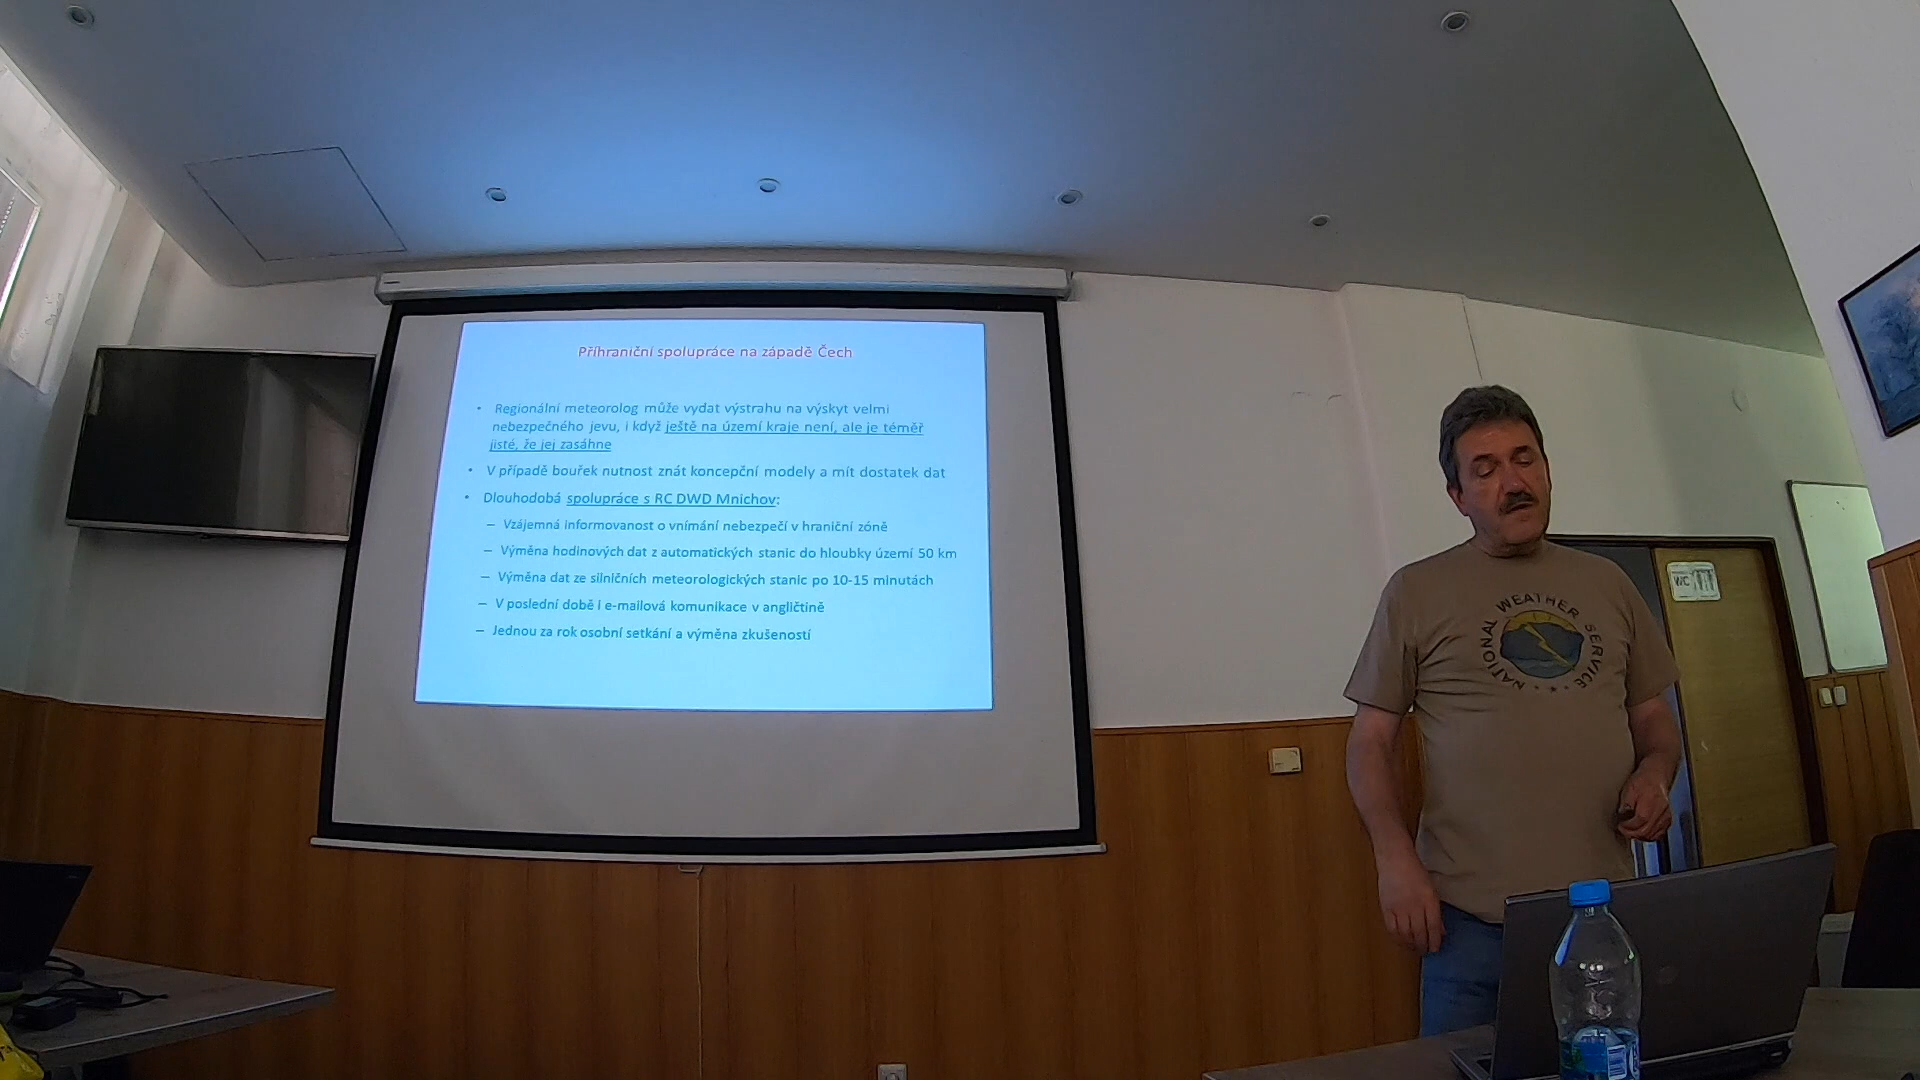 Příhraniční spolupráce na západě Čech
• Regionální meteorolog může vydat výstrahu na výskyt velmi
nebezpečného jevu, i když ještě na území kraje není, ale je téměř
jisté, že jej zasáhne
• V případě bouřek nutnost znát koncepční modely a mít dostatek dat
• Dlouhodobá spolupráce s RC DWD Mnichov:
– Vzájemná informovanost o vnímání nebezpečí v hraniční zóně
– Výměna hodinových dat z automatických stanic do hloubky území 50 km
– Výměna dat ze silničních meteorologických stanic po 10-15 minutách
– V poslední době i e-mailová komunikace v angličtině
– Jednou za rok osobní setkání a výměna zkušeností
WC
NATIONAL WEATHER SERVICE